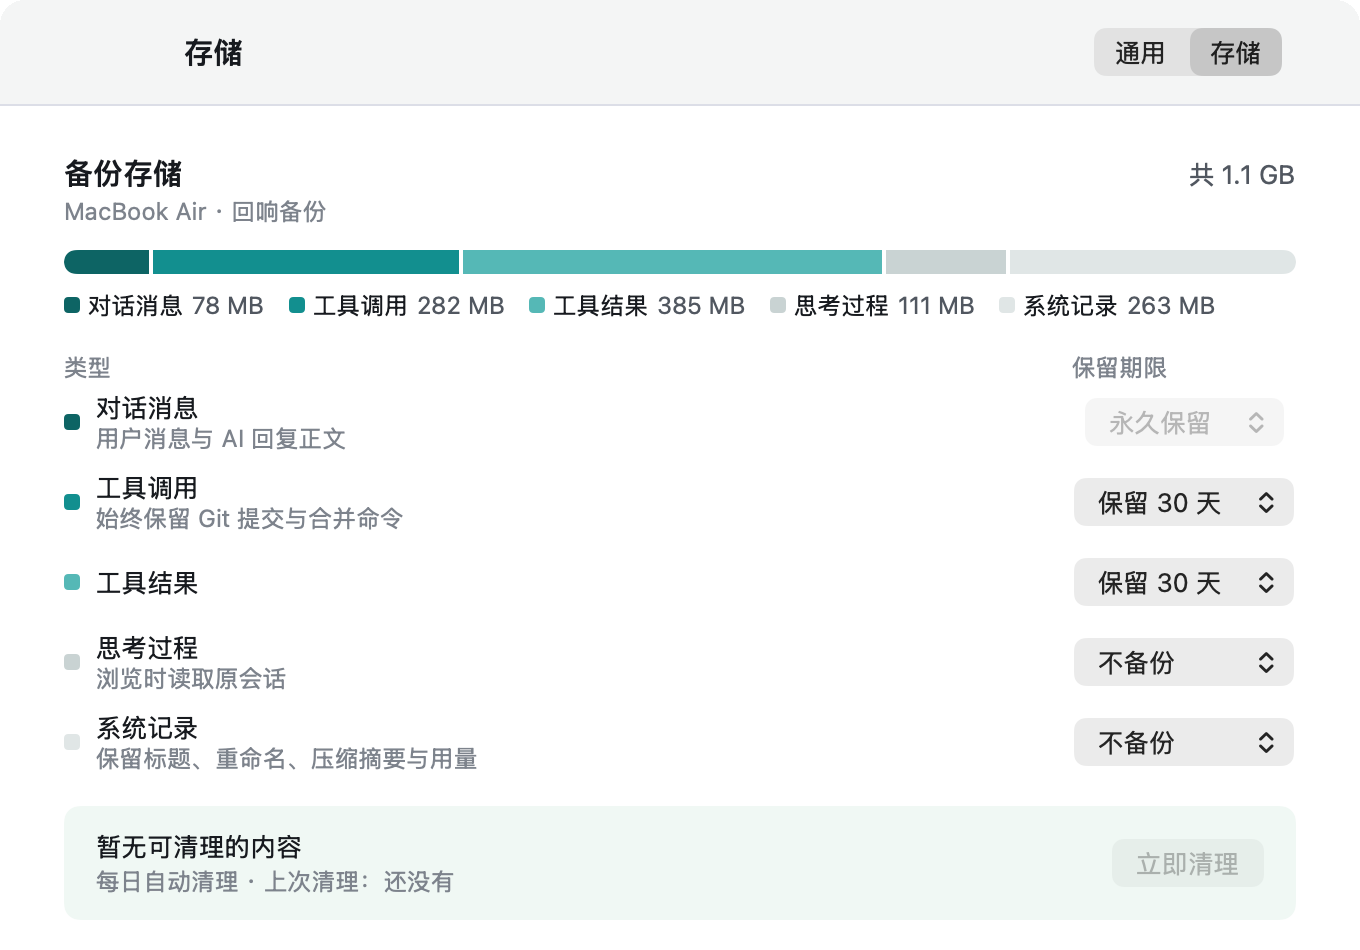 存储
通用 存储
备份存储
共 1.1 GB
MacBook Air · 回响备份
对话消息 78 MB 工具调用 282 MB 工具结果 385 MB 思考过程 111 MB 系统记录 263 MB
类型 保留期限
对话消息
用户消息与 AI 回复正文
永久保留
工具调用
始终保留 Git 提交与合并命令
保留 30 天
工具结果
保留 30 天
思考过程
浏览时读取原会话
不备份
系统记录
保留标题、重命名、压缩摘要与用量
不备份
暂无可清理的内容
每日自动清理 · 上次清理：还没有
立即清理